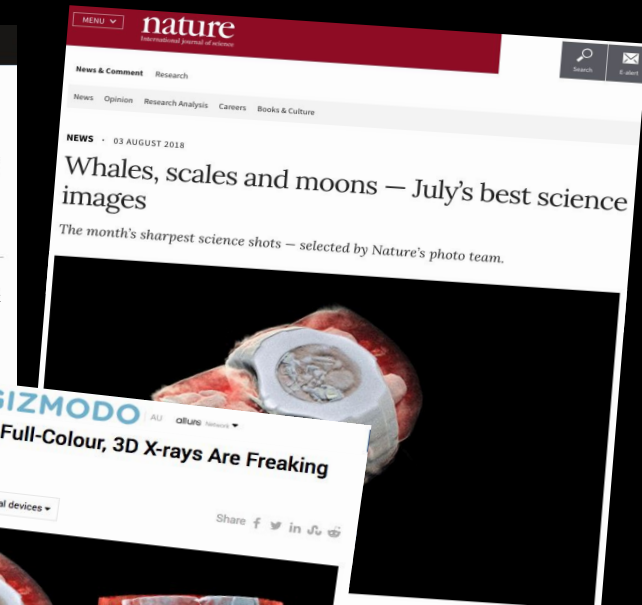 MENU
nature
International journal of science
Search
E-alert
News & Comment Research
News Opinion Research Analysis Careers Books & Culture
NEWS · 03 AUGUST 2018
Whales, scales and moons — July's best science
images
The month's sharpest science shots — selected by Nature's photo team.
GIZMODO AU allure Network
Full-Colour, 3D X-rays Are Freaking
al devices
Share
in